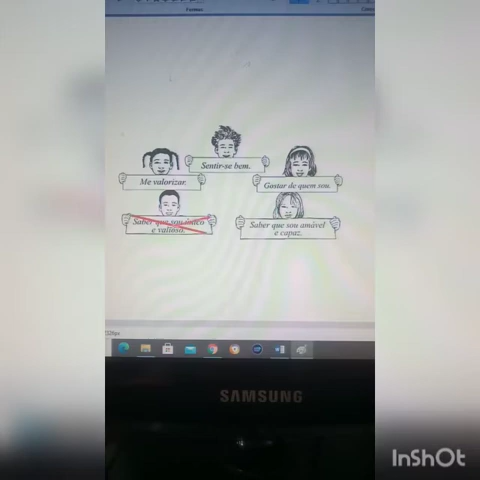 Formas
Sentir-se bem.
Me valorizar.
Gostar de quem sou.
Saber que sou único
e valioso.
Saber que sou amável
e capaz.
SAMSUNG
InShOt